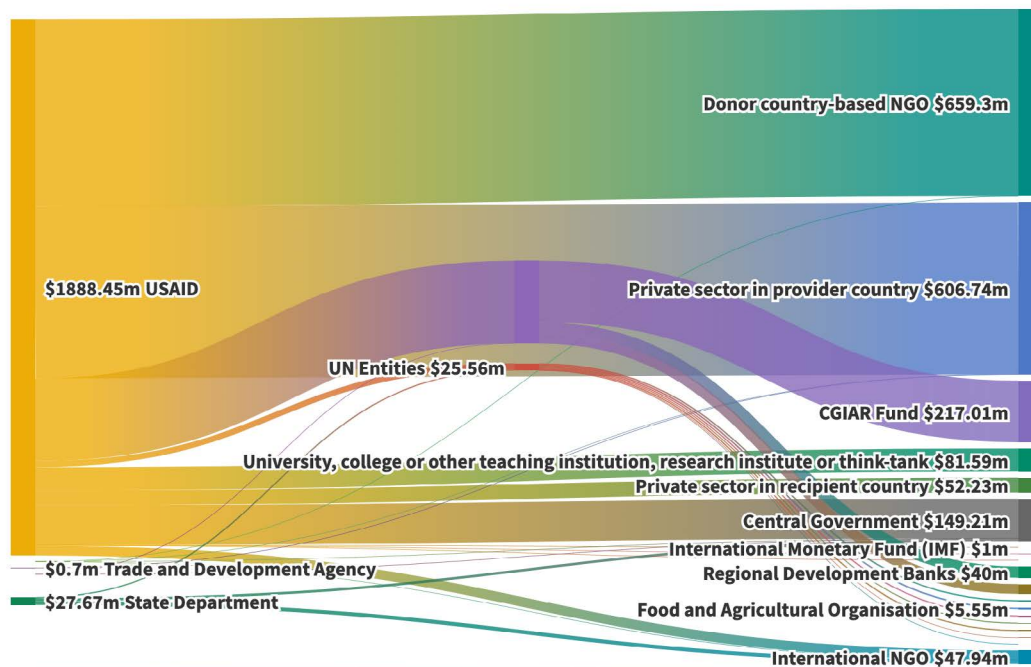 Donor country-based NGO $659.3m
$1888.45m USAID
Private sector in provider country $606.74m
UN Entities $25.56m
CGIAR Fund $217.01m
University, college or other teaching institution, research institute or think-tank $81.59m
Private sector in recipient country $52.23m
Central Government $149.21m
International Monetary Fund (IMF) $1m
$0.7m Trade and Development Agency
Regional Development Banks $40m
$27.67m State Department
Food and Agricultural Organisation $5.55m
International NGO $47.94m